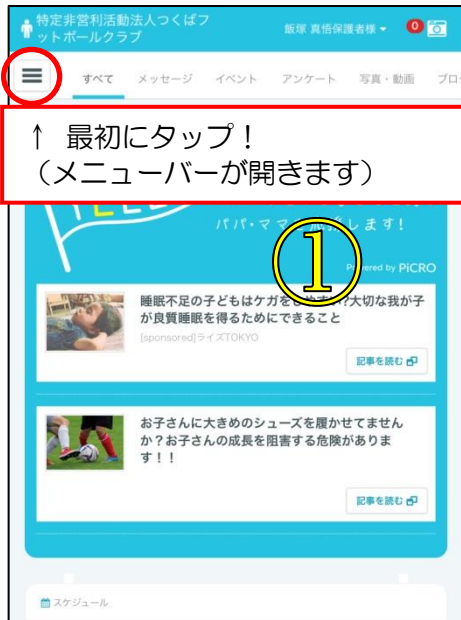 特定非営利活動法人つくばフ
ットボールクラブ
飯塚 真悟保護者様
0
すべて メッセージ イベント アンケート 写真・動画 ブロ
↑ 最初にタップ！
（メニューバーが開きます）
YELL
パパ・ママ
します!
①
Powered by PiCRO
睡眠不足の子どもはケガをしやすい?大切な我が子
が良質睡眠を得るためにできること
[sponsored]ライズTOKYO
記事を読む
お子さんに大きめのシューズを履かせてません
か？お子さんの成長を阻害する危険がありま
す！！
記事を読む
スケジュール